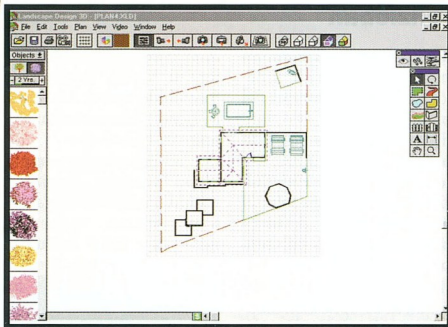 Landscape Design 3D - [PLAN4.XLD]
File Edit Tools Plan View Video Window Help
Objects
2 Yrs.
A